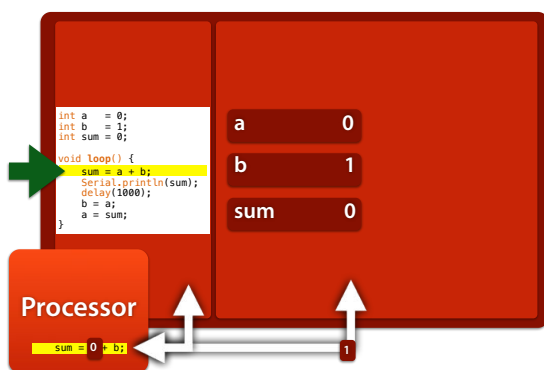 int a   = 0;
int b   = 1;
int sum = 0;
void loop() {
    sum = a + b;
    Serial.println(sum);
    delay(1000);
    b = a;
    a = sum;
}
a 0
b 1
sum 0
Processor
sum = 0 + b;
1